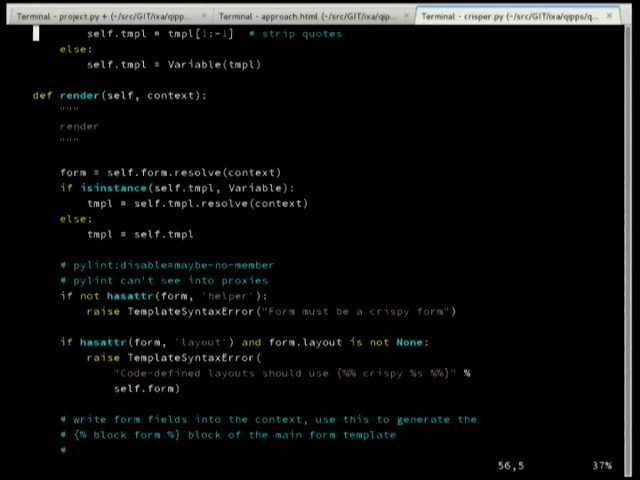 Terminal - project.py + (~/src/GIT/ixa/qipp...
Terminal - approach.html (~/src/GIT/ixa/qip...
Terminal - crisper.py (~/src/GIT/ixa/qipps/q...
self.tmpl = tmpl[1:-1]  # strip quotes
else:
self.tmpl = Variable(tmpl)
def render(self, context):
"""
render
"""
form = self.form.resolve(context)
if isinstance(self.tmpl, Variable):
tmpl = self.tmpl.resolve(context)
else:
tmpl = self.tmpl
# pylint:disable=maybe-no-member
# pylint can't see into proxies
if not hasattr(form, 'helper'):
raise TemplateSyntaxError("Form must be a crispy form")
if hasattr(form, 'layout') and form.layout is not None:
raise TemplateSyntaxError(
"Code-defined layouts should use {%% crispy %s %%}" %
self.form)
# write form fields into the context, use this to generate the
# {% block form %} block of the main form template
#
56,5
37%